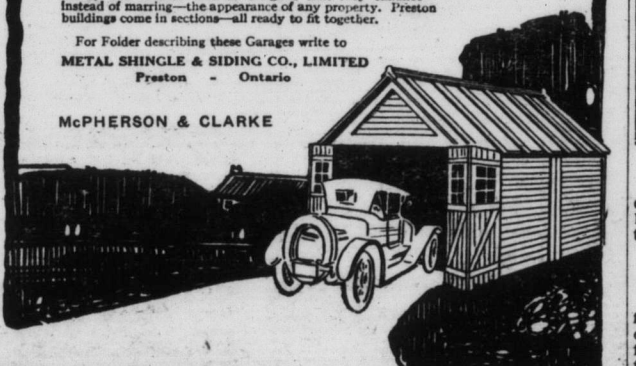 instead of marring—the appearance of any property. Preston
buildings come in sections—all ready to fit together.
For Folder describing these Garages write to
METAL SHINGLE & SIDING CO., LIMITED
Preston - Ontario
McPHERSON & CLARKE